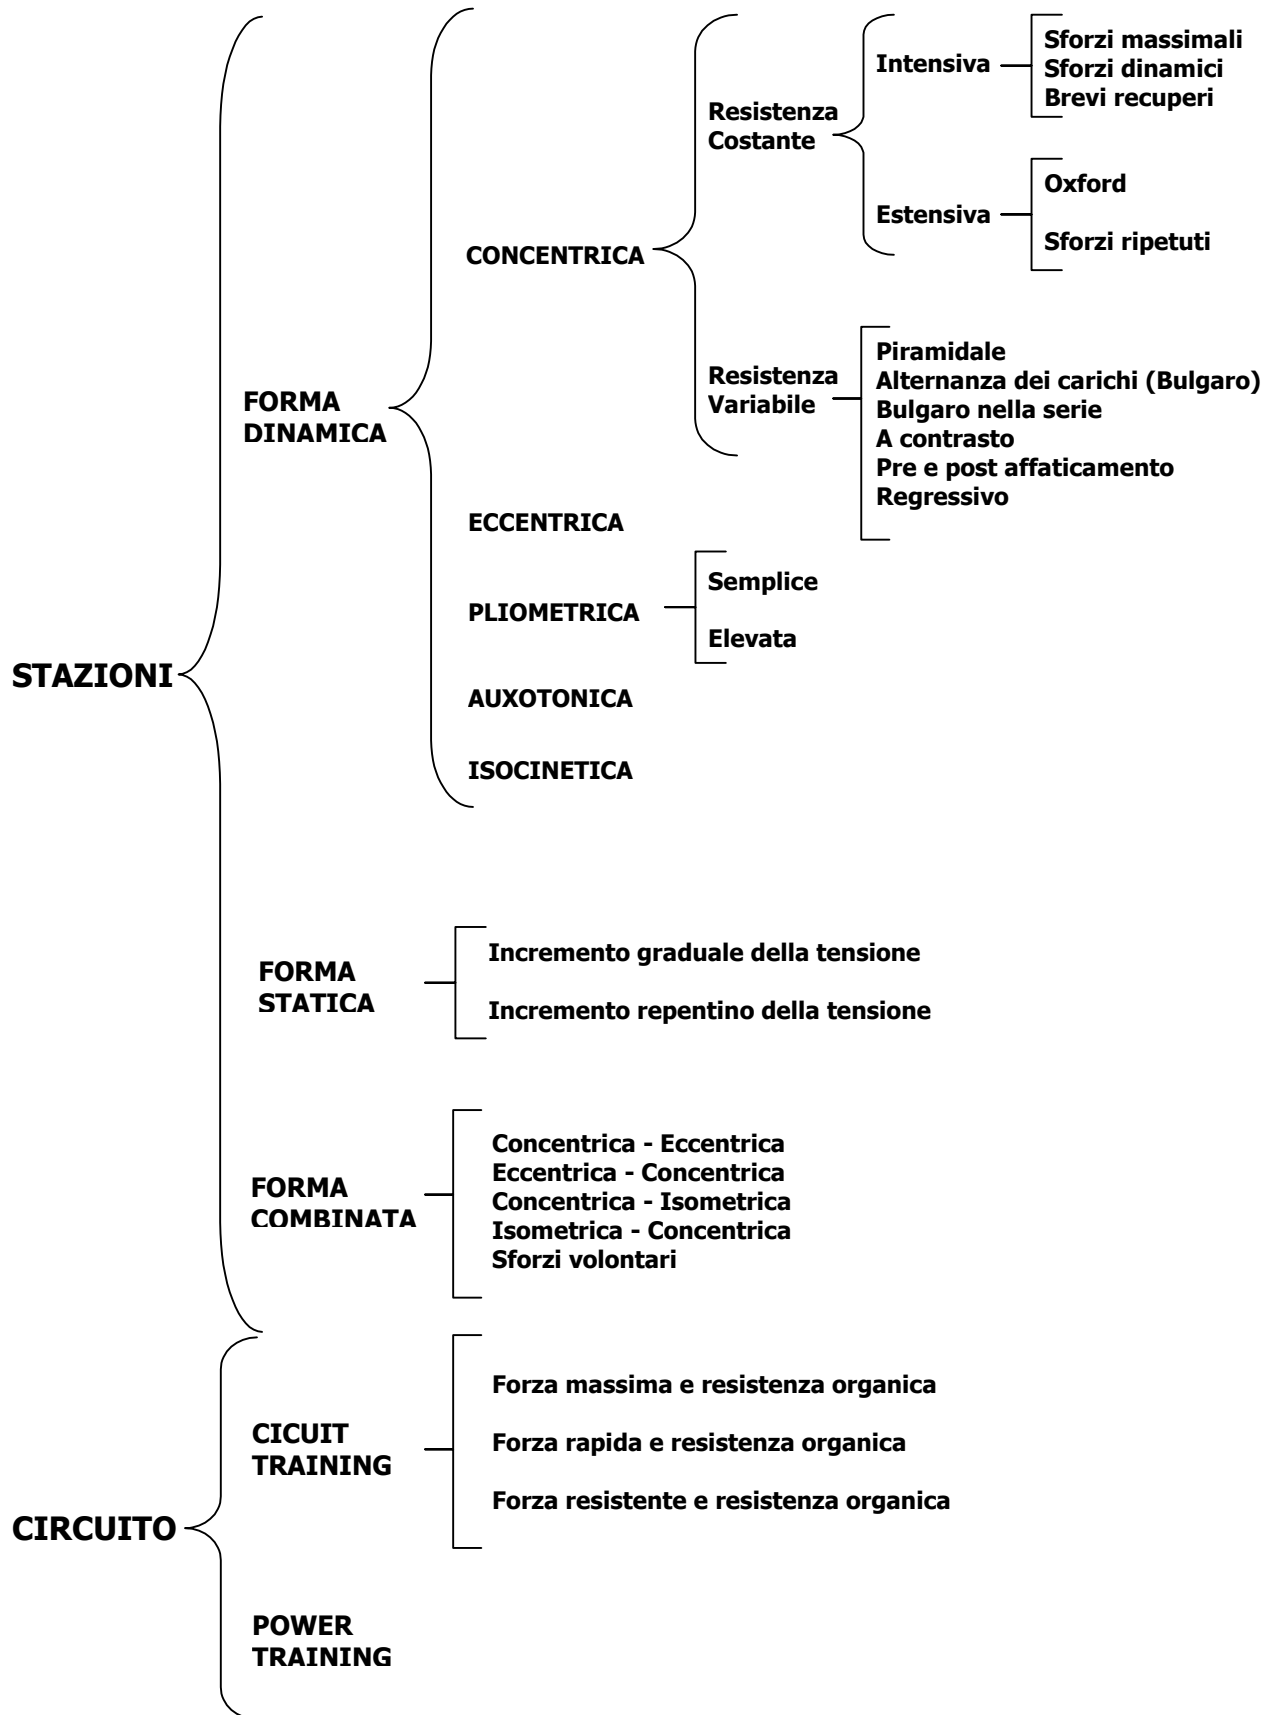 Sforzi massimali
Intensiva
Sforzi dinamici
Brevi recuperi
Resistenza
Costante
Oxford
Estensiva
Sforzi ripetuti
CONCENTRICA
Piramidale
Resistenza
Variabile
Alternanza dei carichi (Bulgaro)
Bulgaro nella serie
A contrasto
Pre e post affaticamento
Regressivo
FORMA
DINAMICA
ECCENTRICA
Semplice
PLIOMETRICA
Elevata
STAZIONI
AUXOTONICA
ISOCINETICA
Incremento graduale della tensione
FORMA
STATICA
Incremento repentino della tensione
Concentrica - Eccentrica
Eccentrica - Concentrica
FORMA
COMBINATA
Concentrica - Isometrica
Isometrica - Concentrica
Sforzi volontari
Forza massima e resistenza organica
CICUIT
TRAINING
Forza rapida e resistenza organica
Forza resistente e resistenza organica
CIRCUITO
POWER
TRAINING